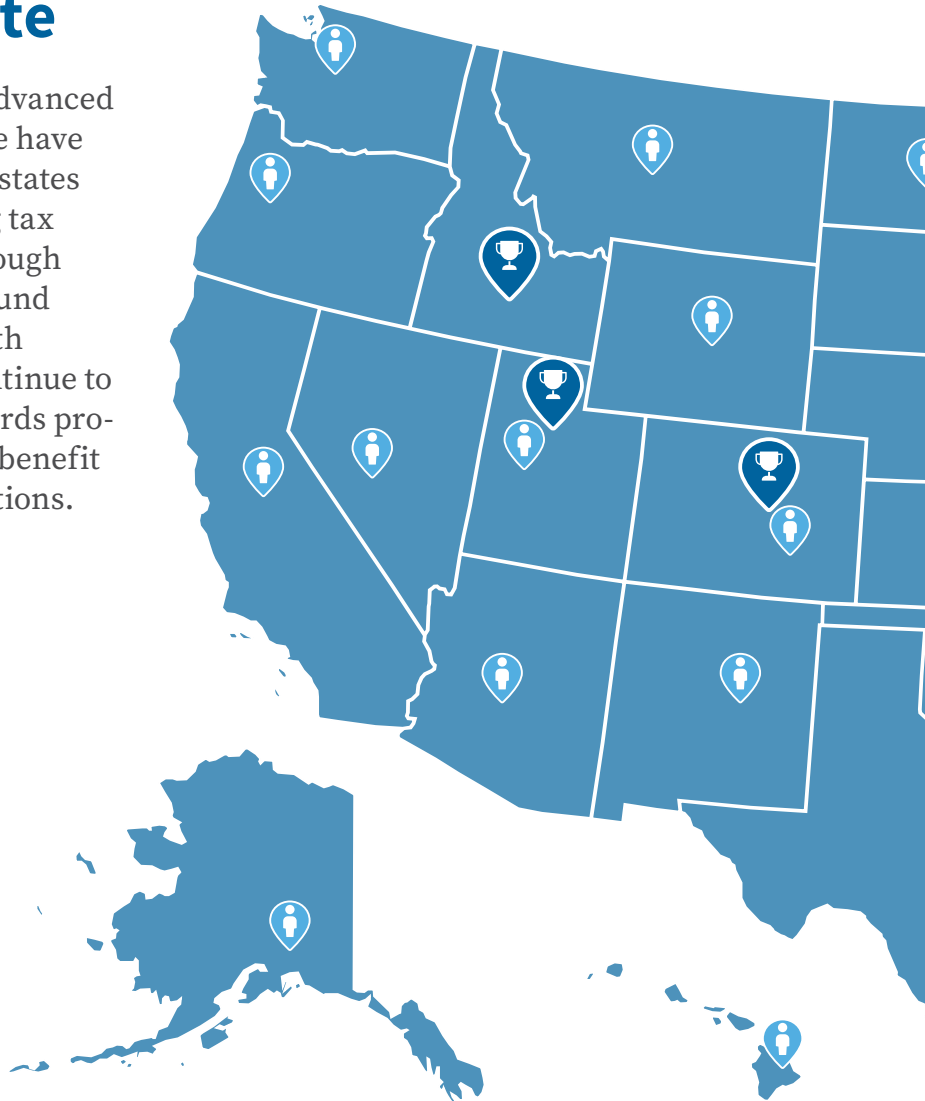 te
dvanced
e have
states
tax
ough
und
th
tinue to
rds pro-
benefit
tions.